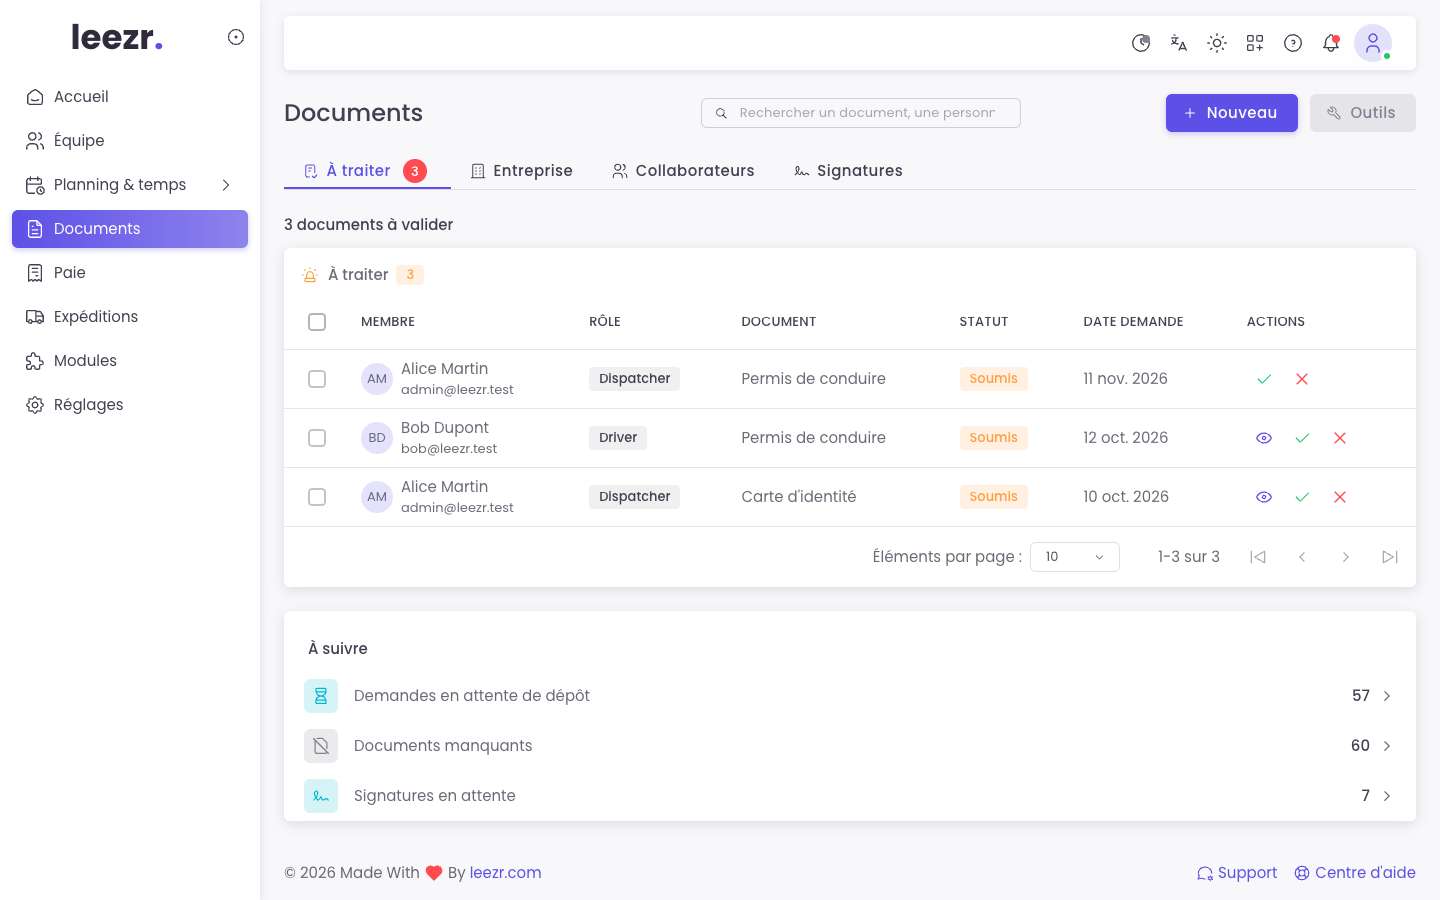 leezr.
Accueil
Équipe
Planning & temps
Documents
Paie
Expéditions
Modules
Réglages
Documents
Rechercher un document, une personn
Nouveau
Outils
À traiter 3
Entreprise
Collaborateurs
Signatures
3 documents à valider
À traiter 3
MEMBRE RÔLE DOCUMENT STATUT DATE DEMANDE ACTIONS
AM Alice Martin
admin@leezr.test
Dispatcher Permis de conduire Soumis 11 nov. 2026
BD Bob Dupont
bob@leezr.test
Driver Permis de conduire Soumis 12 oct. 2026
AM Alice Martin
admin@leezr.test
Dispatcher Carte d'identité Soumis 10 oct. 2026
Éléments par page : 10 1-3 sur 3
À suivre
Demandes en attente de dépôt 57
Documents manquants 60
Signatures en attente 7
© 2026 Made With By leezr.com
Support
Centre d'aide